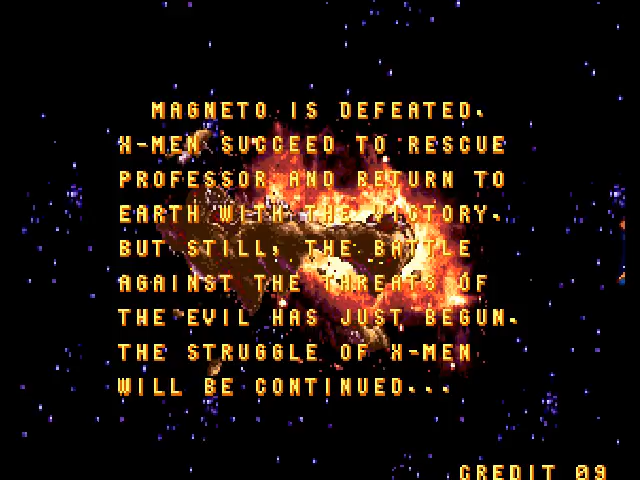 MAGNETO IS DEFEATED.
X-MEN SUCCEED TO RESCUE
PROFESSOR AND RETURN TO
EARTH WITH THE VICTORY.
BUT STILL, THE BATTLE
AGAINST THE THREATS OF
THE EVIL HAS JUST BEGUN.
THE STRUGGLE OF X-MEN
WILL BE CONTINUED...
CREDIT 09